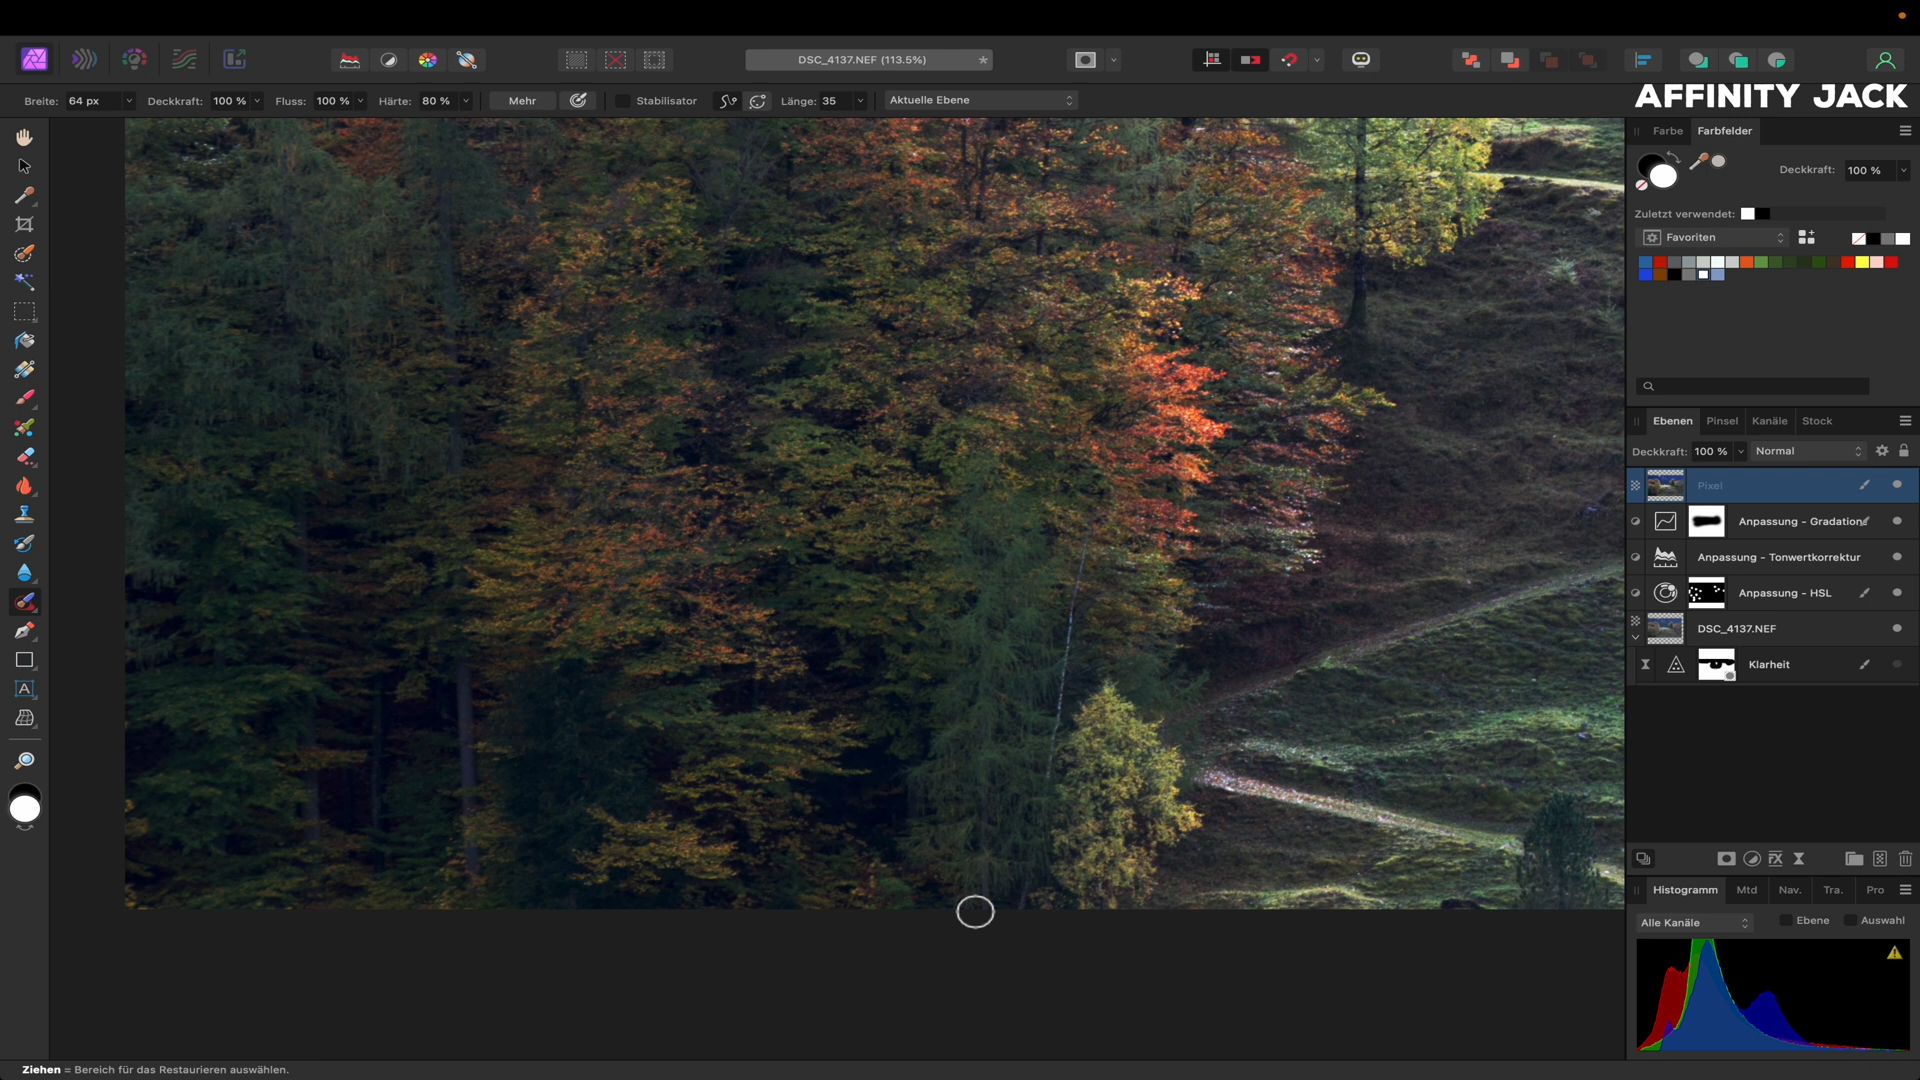 DSC_4137.NEF (113.5%)
Breite: 64 px Deckkraft: 100 % Fluss: 100 % Härte: 80 % Mehr Stabilisator Länge: 35 Aktuelle Ebene
AFFINITY JACK
Farbe Farbfelder
Deckkraft: 100 %
Zuletzt verwendet:
Favoriten
Ebenen Pinsel Kanäle Stock
Deckkraft: 100 % Normal
Pixel
Anpassung - Gradation
Anpassung - Tonwertkorrektur
Anpassung - HSL
DSC_4137.NEF
Klarheit
Histogramm Mtd Nav. Tra. Pro
Alle Kanäle Ebene Auswahl
Ziehen = Bereich für das Restaurieren auswählen.